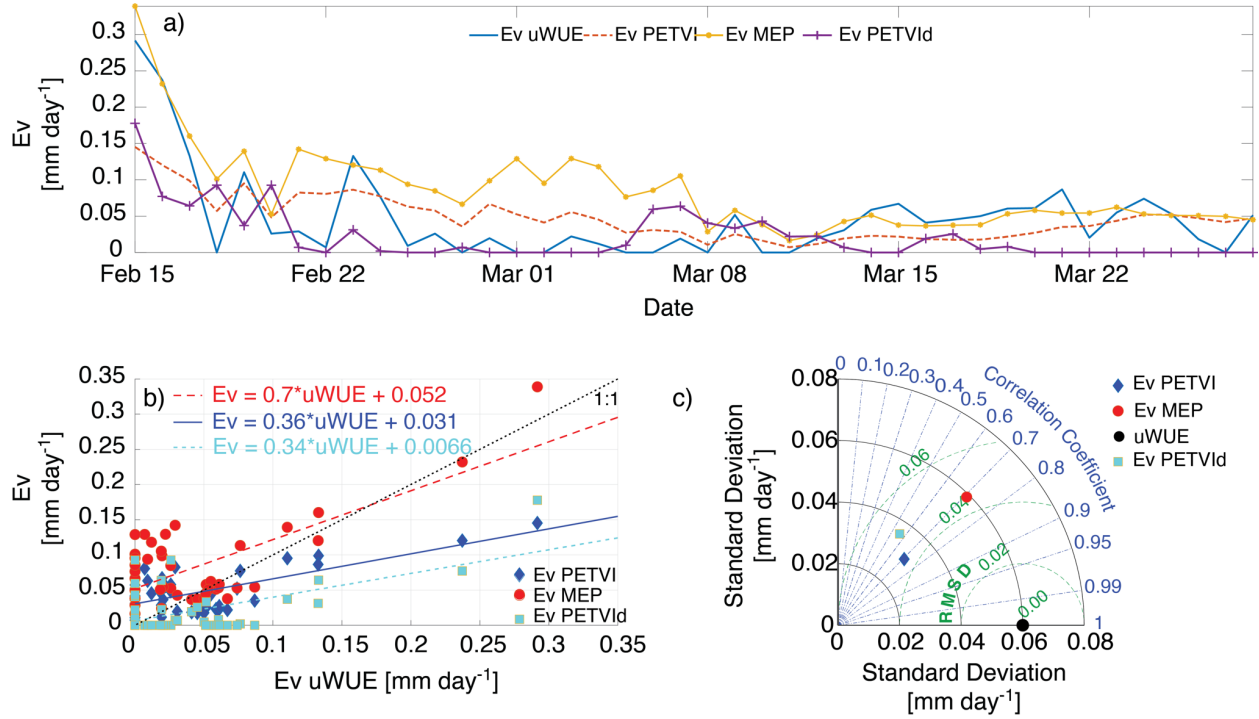 a)
Ev uWUE Ev PETVI Ev MEP Ev PETVId
0.3
0.25
0.2
0.15
0.1
0.05
0
Ev
[mm day-1]
Feb 15 Feb 22 Mar 01 Mar 08 Mar 15 Mar 22
Date
b)
Ev = 0.7*uWUE + 0.052
Ev = 0.36*uWUE + 0.031
Ev = 0.34*uWUE + 0.0066
1:1
0.35
0.3
0.25
0.2
0.15
0.1
0.05
0
Ev
[mm day-1]
Ev PETVI
Ev MEP
Ev PETVId
0 0.05 0.1 0.15 0.2 0.25 0.3 0.35
Ev uWUE [mm day-1]
c)
0.08
0.06
0.04
0.02
0
Standard Deviation
[mm day-1]
0 0.1 0.2 0.3 0.4 0.5 0.6 0.7 0.8 0.9 0.95 0.99 1
Correlation Coefficient
0.06
0.04
0.02
0.00
RMSD
0 0.02 0.04 0.06 0.08
Standard Deviation
[mm day-1]
Ev PETVI
Ev MEP
uWUE
Ev PETVId